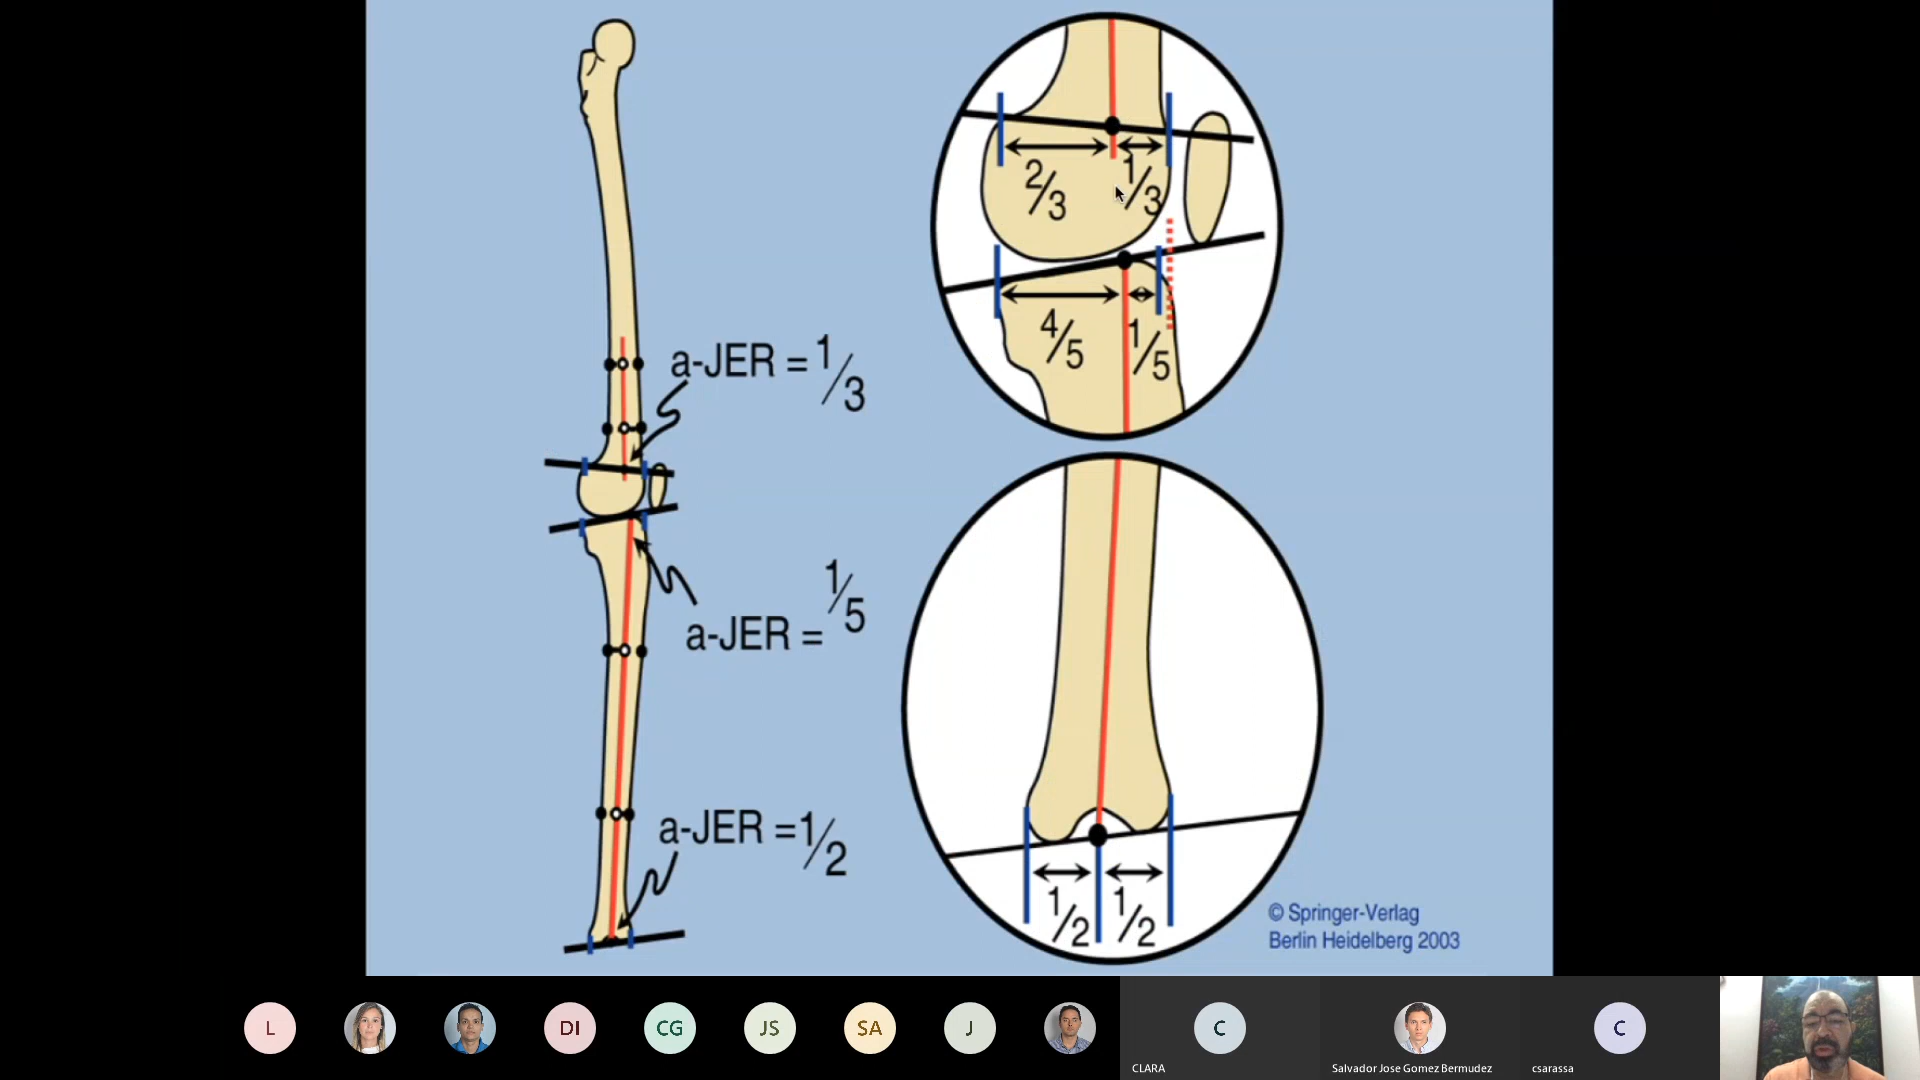 a-JER = 1/3
a-JER = 1/5
a-JER =1/2
2/3
1/3
4/5
1/5
1/2
1/2
© Springer-Verlag
Berlin Heidelberg 2003
L
DI
CG
JS
SA
J
C
C
CLARA
Salvador Jose Gomez Bermudez
csarassa